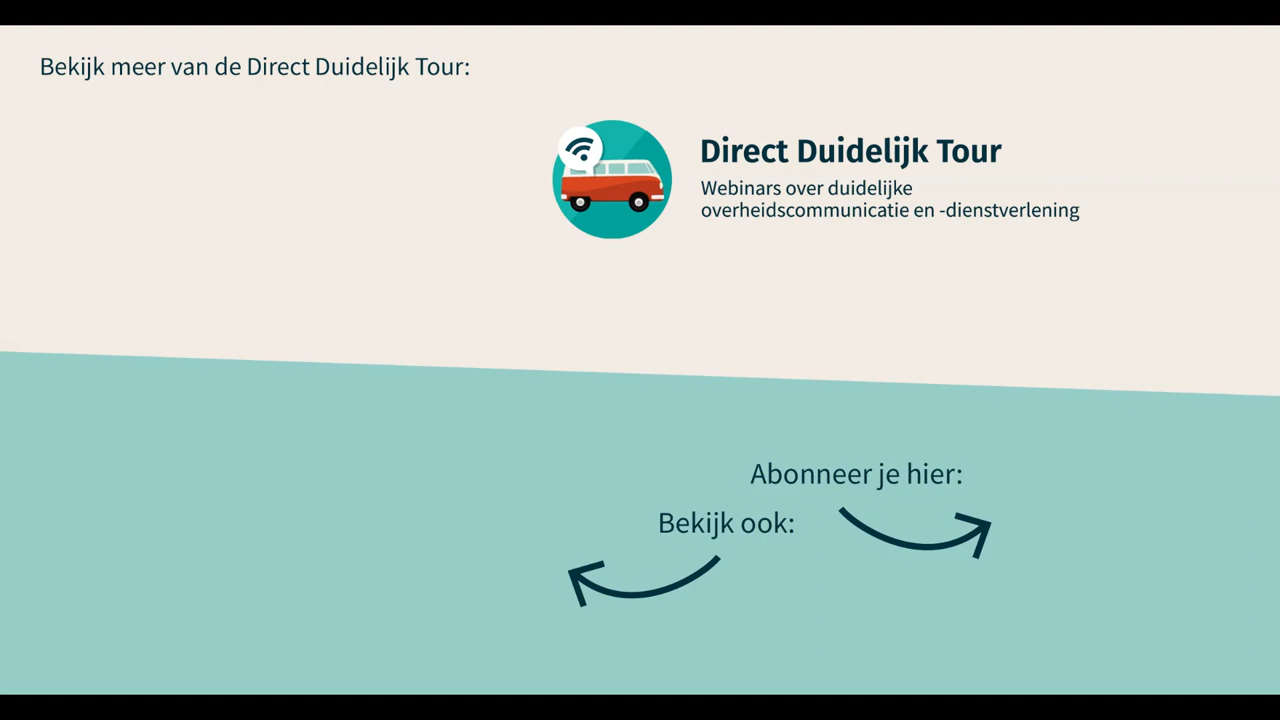 Bekijk meer van de Direct Duidelijk Tour:
Direct Duidelijk Tour
Webinars over duidelijke
overheidscommunicatie en -dienstverlening
Abonneer je hier:
Bekijk ook: